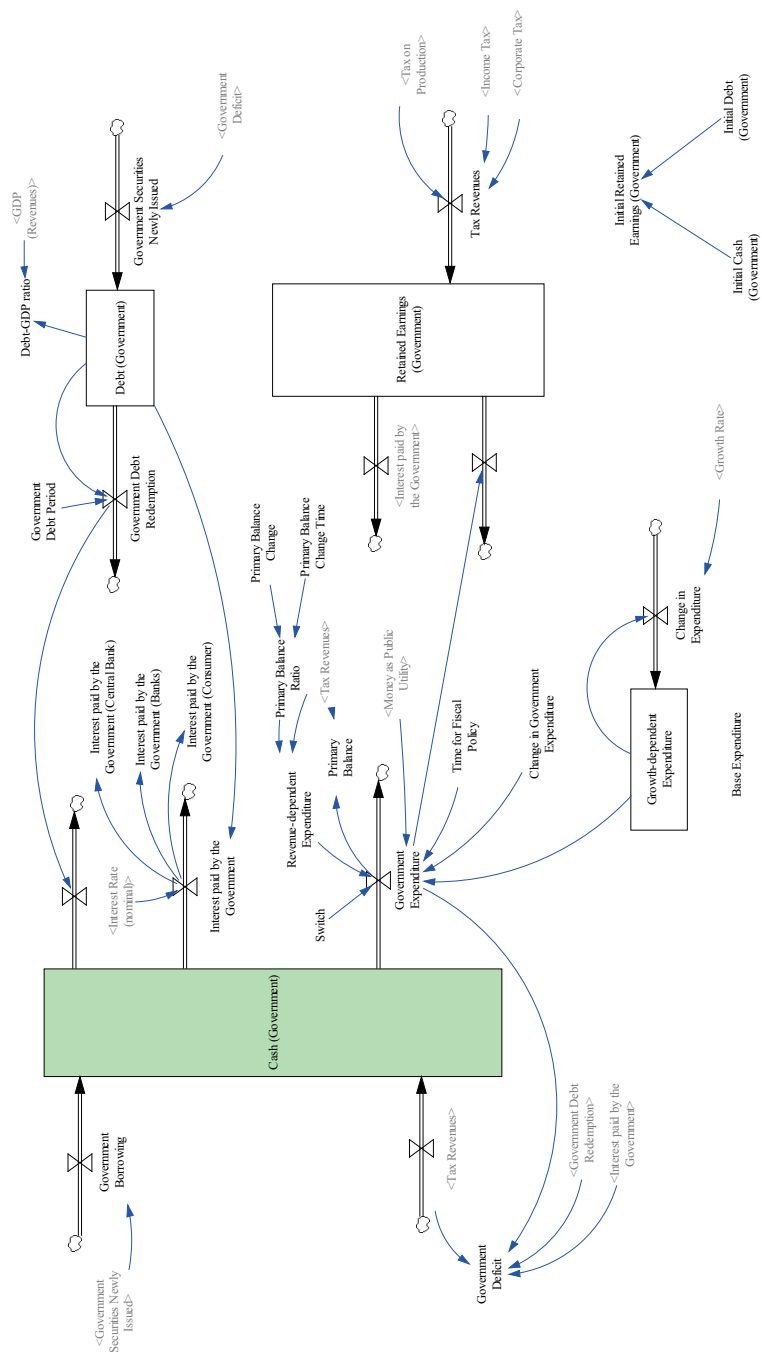 <Government
Securities Newly
Issued>
Government
Borrowing
Cash (Government)
<Interest Rate
(nominal)>
Interest paid by the
Government
Interest paid by the
Government (Central Bank)
Interest paid by the
Government (Banks)
Interest paid by the
Government (Consumer)
Government
Debt Period
Government Debt
Redemption
Debt (Government)
Debt-GDP ratio
<GDP
(Revenues)>
Government Securities
Newly Issued
<Government
Deficit>
<Tax Revenues>
Government
Deficit
<Government Debt
Redemption>
<Interest paid by the
Government>
Switch
Government
Expenditure
Revenue-dependent
Expenditure
Primary
Balance
<Tax Revenues>
Primary Balance
Ratio
Primary Balance
Change
Primary Balance
Change Time
<Money as Public
Utility>
Time for Fiscal
Policy
Change in Government
Expenditure
<Interest paid by
the Government>
Retained Earnings
(Government)
Tax Revenues
<Tax on
Production>
<Income Tax>
<Corporate Tax>
Base Expenditure
Growth-dependent
Expenditure
Change in
Expenditure
<Growth Rate>
Initial Retained
Earnings (Government)
Initial Cash
(Government)
Initial Debt
(Government)